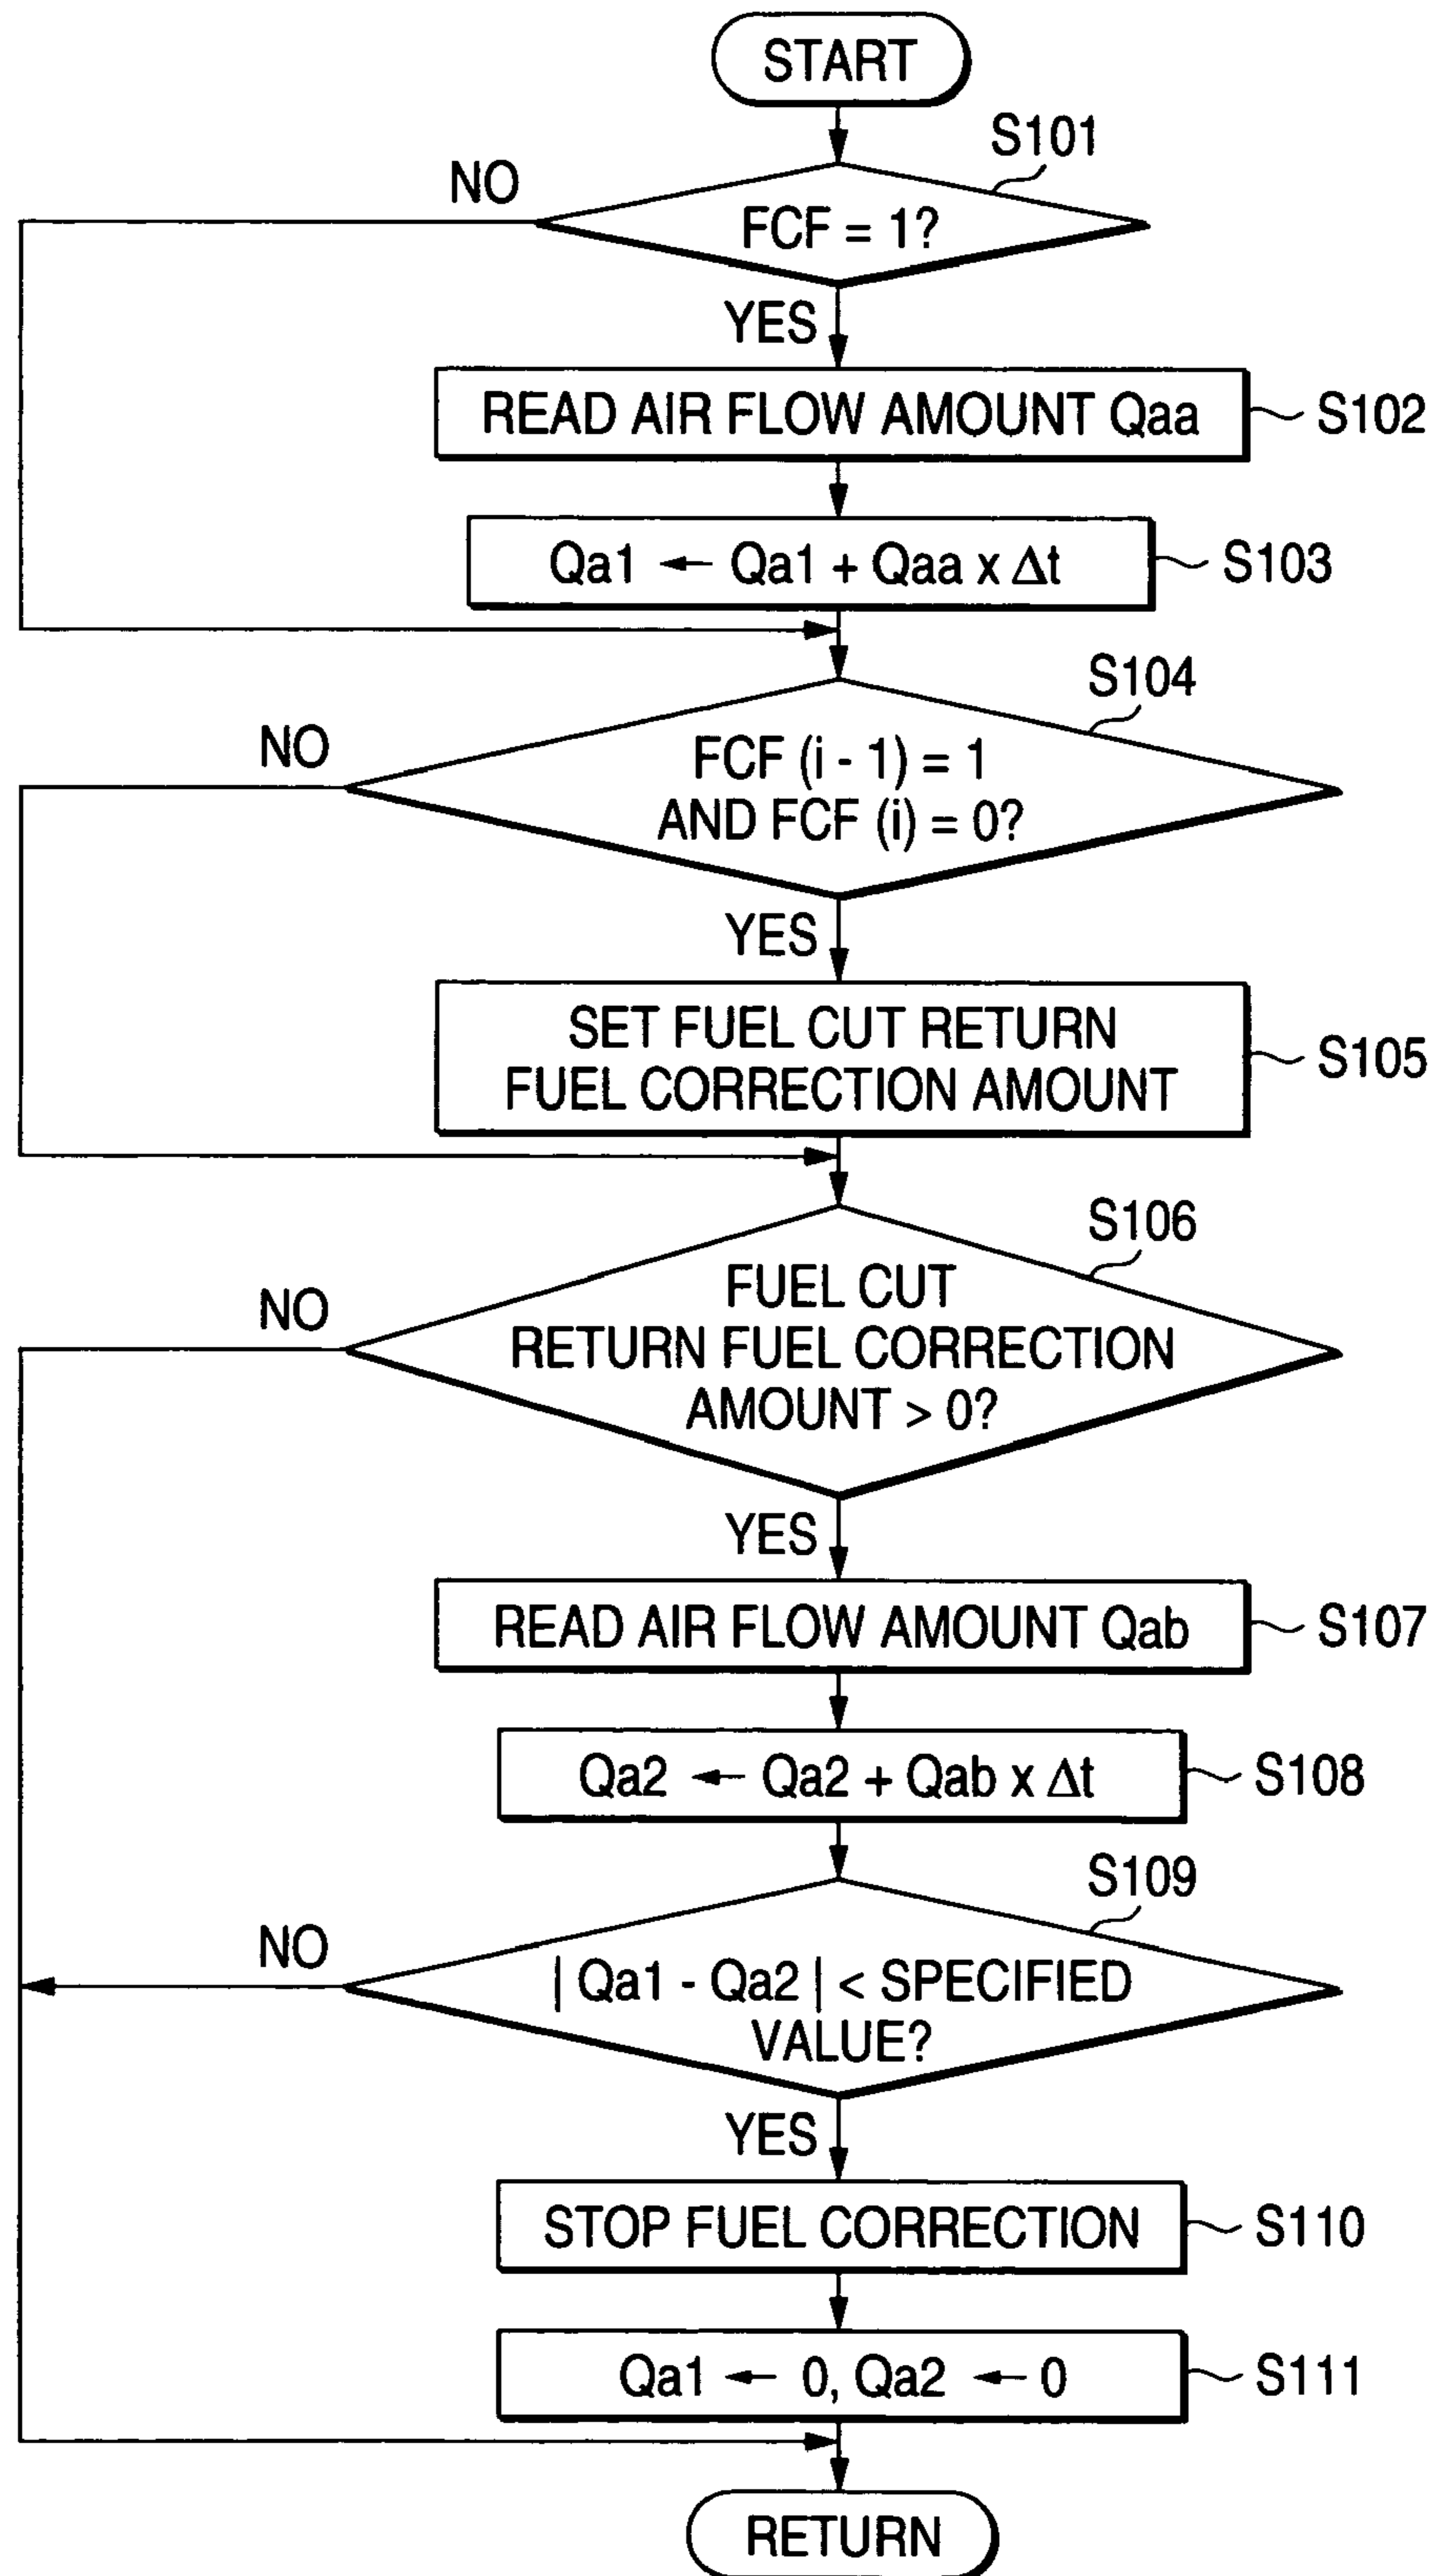 START
S101
NO
FCF = 1?
YES
READ AIR FLOW AMOUNT Qaa
S102
Qa1 ← Qa1 + Qaa x Δt
S103
S104
NO
FCF (i - 1) = 1
AND FCF (i) = 0?
YES
SET FUEL CUT RETURN
FUEL CORRECTION AMOUNT
S105
S106
NO
FUEL CUT
RETURN FUEL CORRECTION
AMOUNT > 0?
YES
READ AIR FLOW AMOUNT Qab
S107
Qa2 ← Qa2 + Qab x Δt
S108
S109
NO
| Qa1 - Qa2 | < SPECIFIED
VALUE?
YES
STOP FUEL CORRECTION
S110
Qa1 ← 0, Qa2 ← 0
S111
RETURN